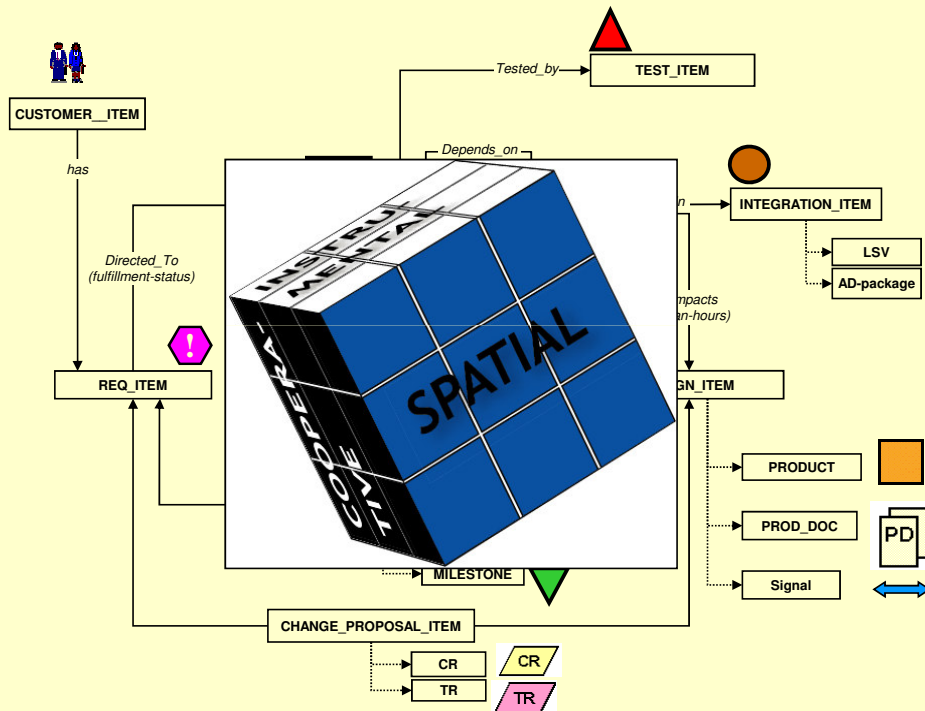 Tested_by
TEST_ITEM
CUSTOMER__ITEM
has
Depends_on
INTEGRATION_ITEM
LSV
AD-package
Directed_To
(fulfillment-status)
INSTRU
MENTAL
SPATIAL
COOPERA-
TIVE
!
REQ_ITEM
PRODUCT
PROD_DOC
PD
Signal
MILESTONE
CHANGE_PROPOSAL_ITEM
CR
CR
TR
TR